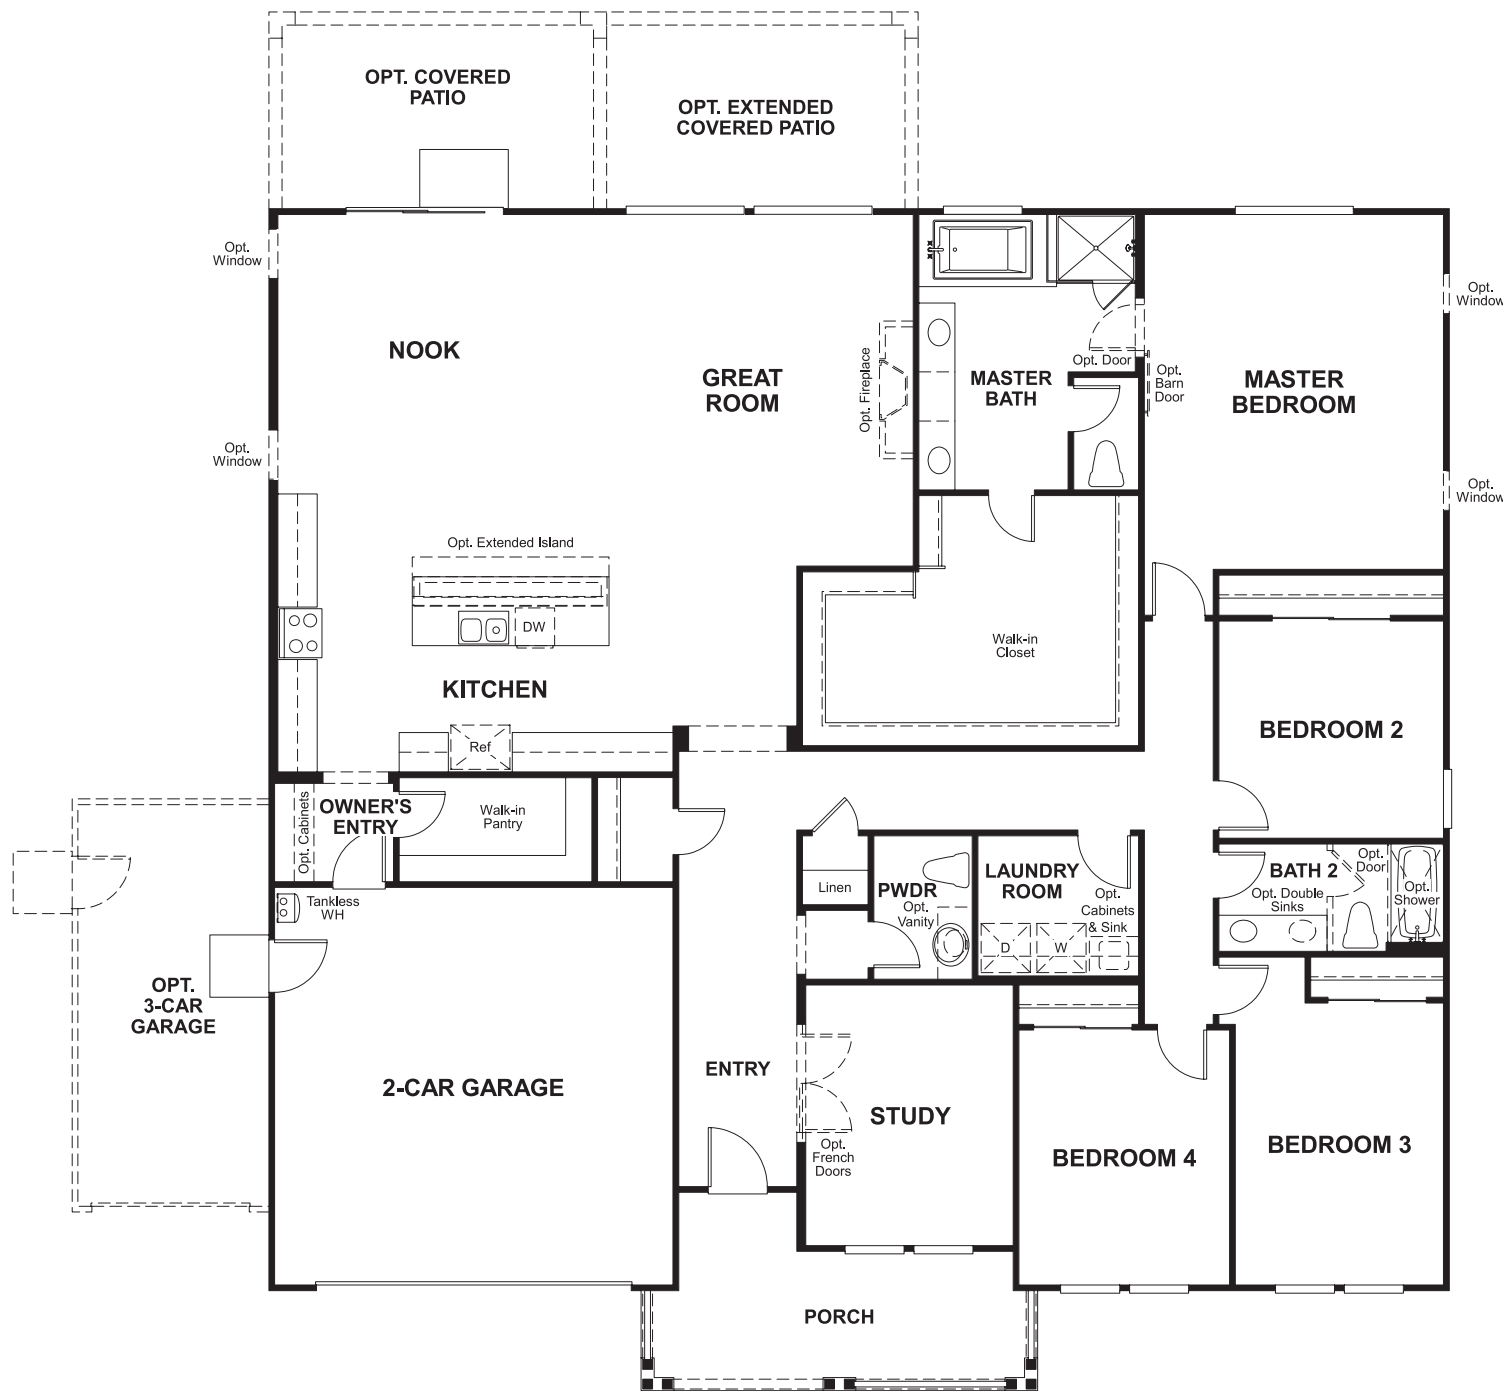 OPT. COVERED
PATIO
OPT. EXTENDED
COVERED PATIO
Opt.
Window
NOOK
GREAT
ROOM
Opt. Fireplace
MASTER
BATH
Opt. Door
Opt.
Barn
Door
MASTER
BEDROOM
Opt.
Window
Opt.
Window
Opt.
Window
Opt. Extended Island
DW
KITCHEN
Ref
Walk-in
Closet
BEDROOM 2
Opt. Cabinets
OWNER'S
ENTRY
Walk-in
Pantry
Linen
PWDR
Opt.
Vanity
LAUNDRY
ROOM
Opt.
Cabinets
& Sink
D
W
BATH 2
Opt. Double
Sinks
Opt.
Door
Opt.
Shower
Tankless
WH
OPT.
3-CAR
GARAGE
2-CAR GARAGE
ENTRY
STUDY
Opt.
French
Doors
BEDROOM 4
BEDROOM 3
PORCH